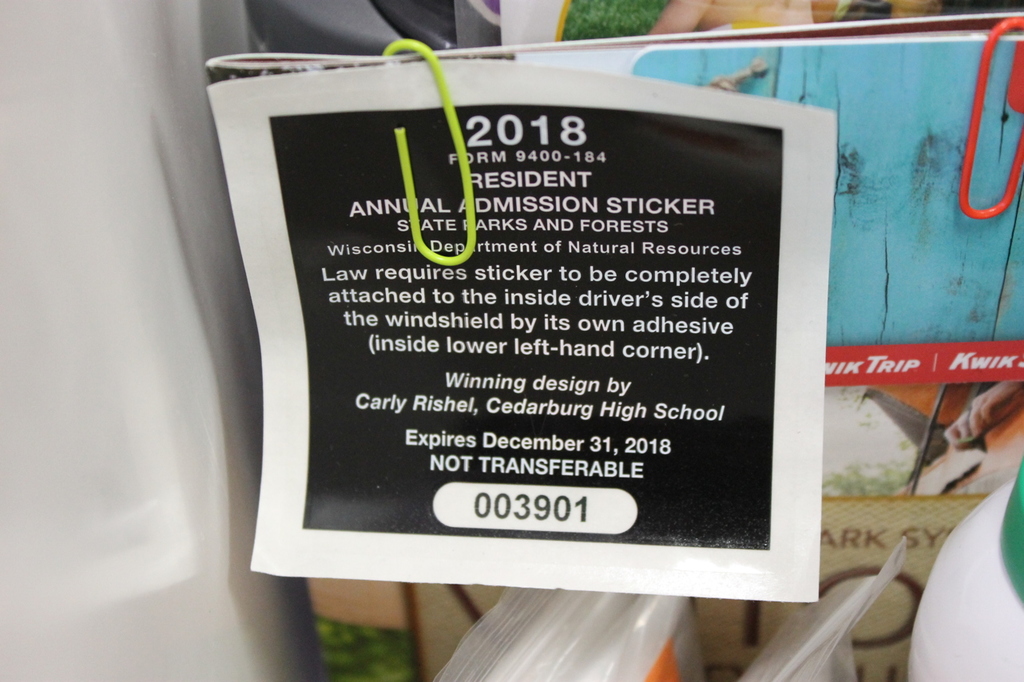 2018
FORM 9400-184
RESIDENT
ANNUAL ADMISSION STICKER
STATE PARKS AND FORESTS
Wisconsin Department of Natural Resources
Law requires sticker to be completely
attached to the inside driver's side of
the windshield by its own adhesive
(inside lower left-hand corner).
Winning design by
Carly Rishel, Cedarburg High School
Expires December 31, 2018
NOT TRANSFERABLE
003901
KWIK TRIP | KWIK
ARK SY